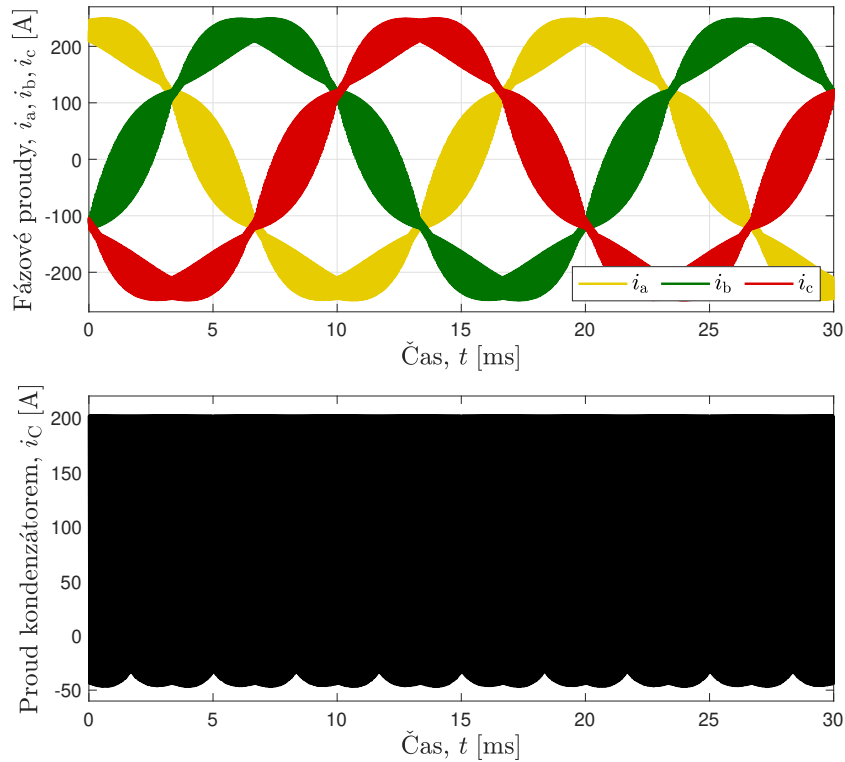 Fázové proudy, i_a, i_b, i_c [A]
200
100
0
-100
-200
i_a i_b i_c
0 5 10 15 20 25 30
Čas, t [ms]
Proud kondenzátorem, i_C [A]
200
150
100
50
0
-50
0 5 10 15 20 25 30
Čas, t [ms]